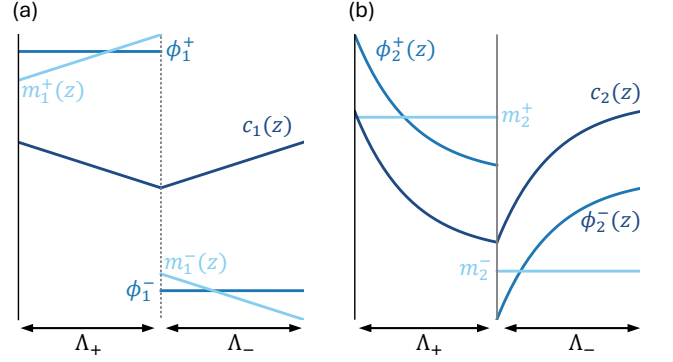 (a)
(b)
ϕ₁⁺
m₁⁺(z)
c₁(z)
m₁⁻(z)
ϕ₁⁻
Λ₊
Λ₋
ϕ₂⁺(z)
c₂(z)
m₂⁺
ϕ₂⁻(z)
m₂⁻
Λ₊
Λ₋